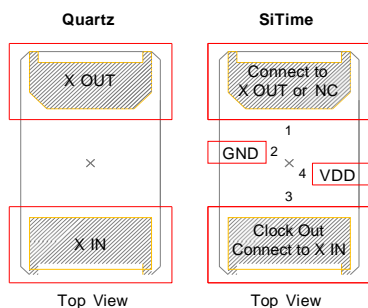 Quartz
SiTime
X OUT
Connect to
X OUT or NC
1
GND
2
4
VDD
3
X IN
Clock Out
Connect to X IN
Top View
Top View